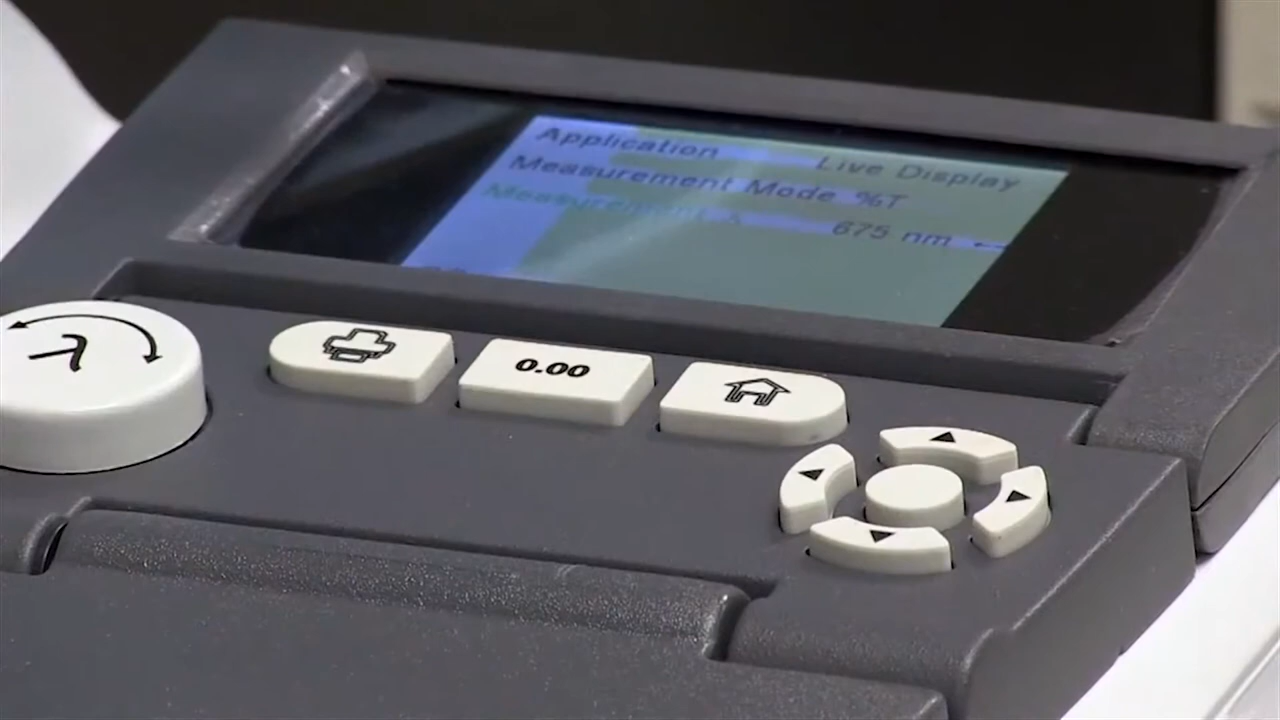 Application Live Display
Measurement Mode %T
Measurement λ 675 nm
λ
0.00